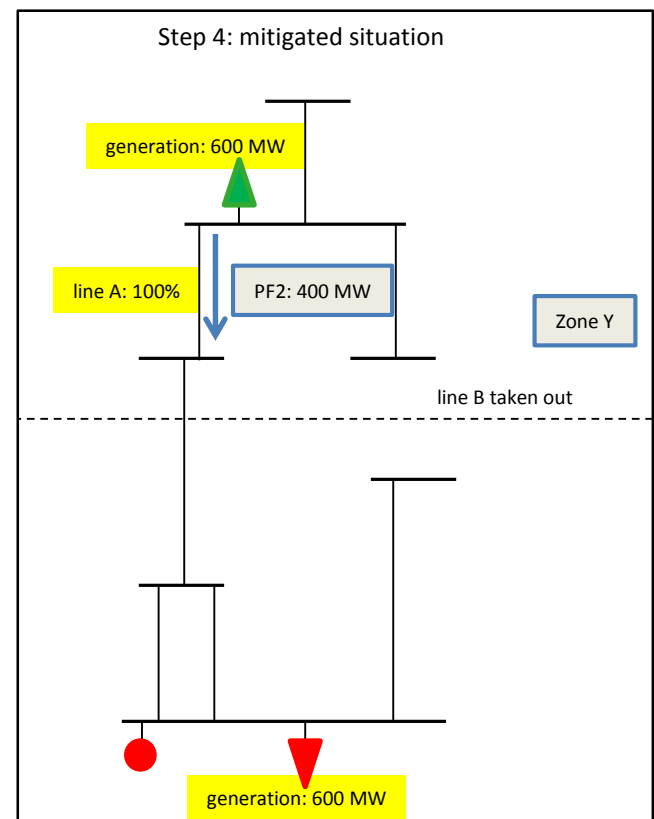 Step 4: mitigated situation
generation: 600 MW
line A: 100%
PF2: 400 MW
Zone Y
line B taken out
generation: 600 MW